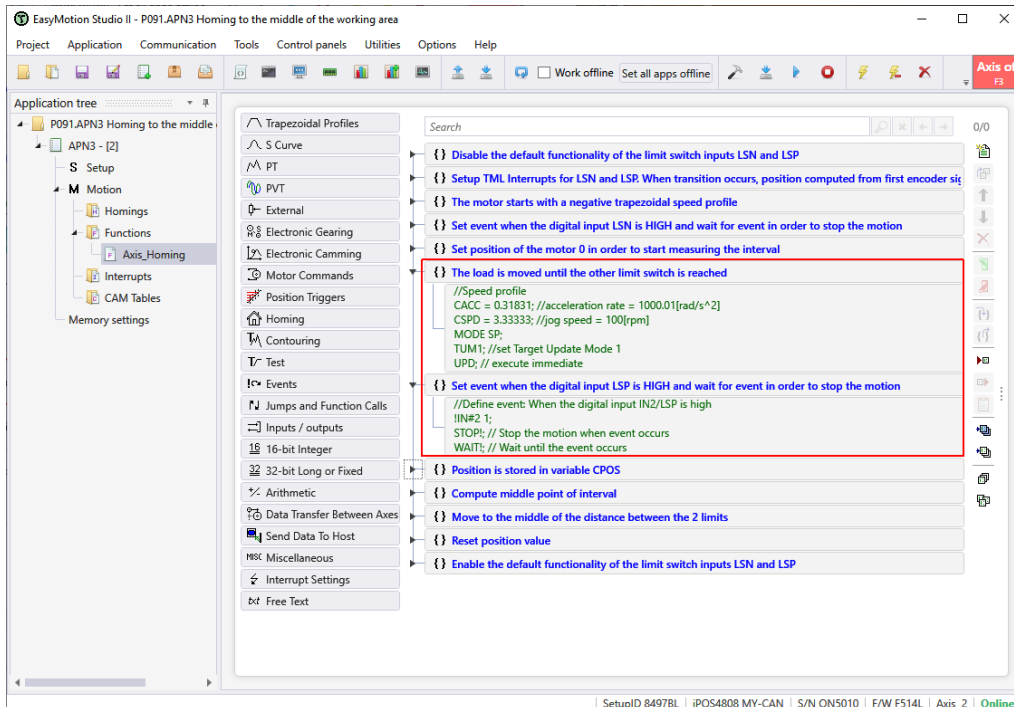 EasyMotion Studio II - P091.APN3 Homing to the middle of the working area
Project Application Communication Tools Control panels Utilities Options Help
Work offline Set all apps offline Axis of
F3
Application tree
P091.APN3 Homing to the middle
APN3 - [2]
S Setup
M Motion
Homings
Functions
Axis_Homing
Interrupts
CAM Tables
Memory settings
Trapezoidal Profiles
S Curve
PT
PVT
External
Electronic Gearing
Electronic Camming
Motor Commands
Position Triggers
Homing
Contouring
Test
Events
Jumps and Function Calls
Inputs / outputs
16 16-bit Integer
32 32-bit Long or Fixed
Arithmetic
Data Transfer Between Axes
Send Data To Host
MISC Miscellaneous
Interrupt Settings
txt Free Text
Search 0/0
{} Disable the default functionality of the limit switch inputs LSN and LSP
{} Setup TML Interrupts for LSN and LSP. When transition occurs, position computed from first encoder sig
{} The motor starts with a negative trapezoidal speed profile
{} Set event when the digital input LSN is HIGH and wait for event in order to stop the motion
{} Set position of the motor 0 in order to start measuring the interval
{} The load is moved until the other limit switch is reached
//Speed profile
CACC = 0.31831; //acceleration rate = 1000.01[rad/s^2]
CSPD = 3.33333; //jog speed = 100[rpm]
MODE SP;
TUM1; //set Target Update Mode 1
UPD; // execute immediate
{} Set event when the digital input LSP is HIGH and wait for event in order to stop the motion
//Define event: When the digital input IN2/LSP is high
!IN#2 1;
STOP!; // Stop the motion when event occurs
WAIT!; // Wait until the event occurs
{} Position is stored in variable CPOS
{} Compute middle point of interval
{} Move to the middle of the distance between the 2 limits
{} Reset position value
{} Enable the default functionality of the limit switch inputs LSN and LSP
SetupID 8497BL iPOS4808 MY-CAN S/N ON5010 F/W F514L Axis 2 Online